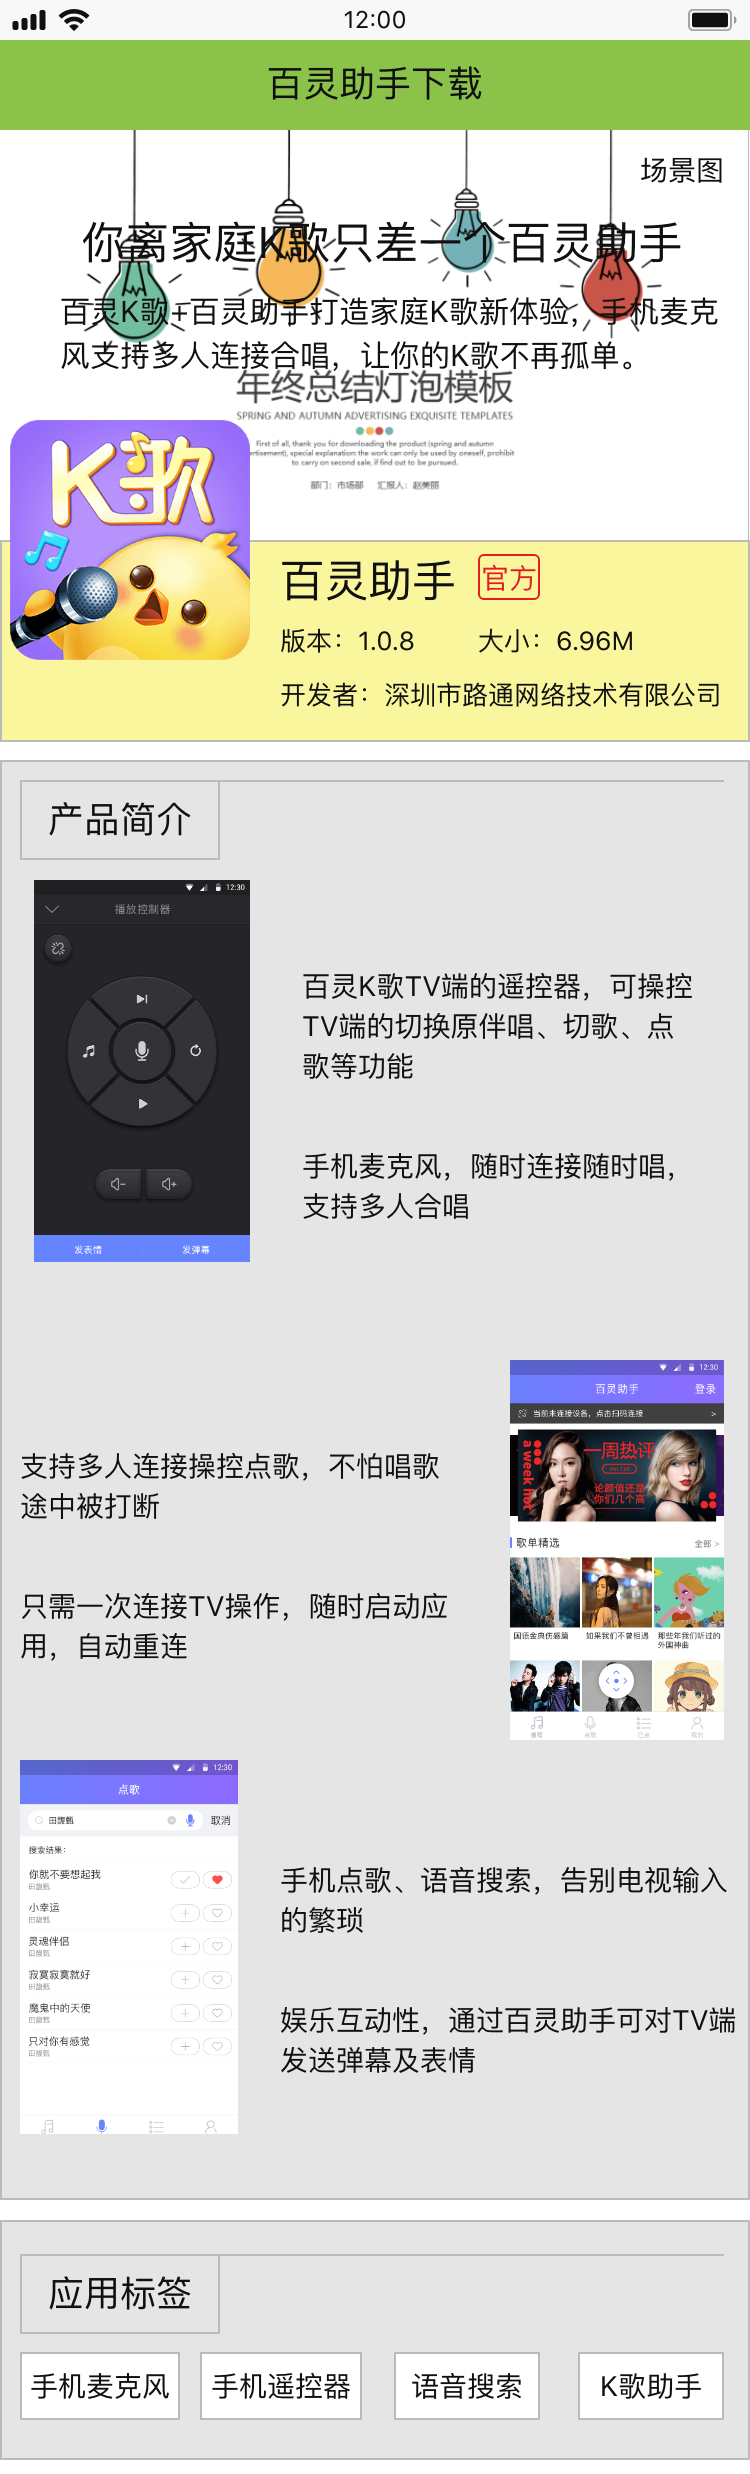 12:00
百灵助手下载
场景图
你离家庭K歌只差一个百灵助手
百灵K歌+百灵助手打造家庭K歌新体验，手机麦克
风支持多人连接合唱，让你的K歌不再孤单。
年终总结灯泡模板
SPRING AND AUTUMN ADVERTISING EXQUISITE TEMPLATES
First of all, thank you for downloading the product (spring and autumn
ertisement), special explanation: the work can only be used by oneself, prohibit
to carry on second sale, if find out to be pursued.
部门：市场部 汇报人：赵美丽
K歌
百灵助手 官方
版本：1.0.8 大小：6.96M
开发者：深圳市路通网络技术有限公司
产品简介
12:30
播放控制器
发表情 发弹幕
百灵K歌TV端的遥控器，可操控
TV端的切换原伴唱、切歌、点
歌等功能
手机麦克风，随时连接随时唱，
支持多人合唱
支持多人连接操控点歌，不怕唱歌
途中被打断
只需一次连接TV操作，随时启动应
用，自动重连
12:30
百灵助手 登录
当前未连接设备，点击扫码连接 >
a week hot
一周热评
论颜值还是
你们几个高
歌单精选 全部 >
国语金典伤感篇 如果我们不曾相遇 那些年我们听过的
外国神曲
推荐 点歌 已点 我的
12:30
点歌
田馥甄 取消
搜索结果：
你就不要想起我
田馥甄
小幸运
田馥甄
灵魂伴侣
田馥甄
寂寞寂寞就好
田馥甄
魔鬼中的天使
田馥甄
只对你有感觉
田馥甄
手机点歌、语音搜索，告别电视输入
的繁琐
娱乐互动性，通过百灵助手可对TV端
发送弹幕及表情
应用标签
手机麦克风 手机遥控器 语音搜索 K歌助手